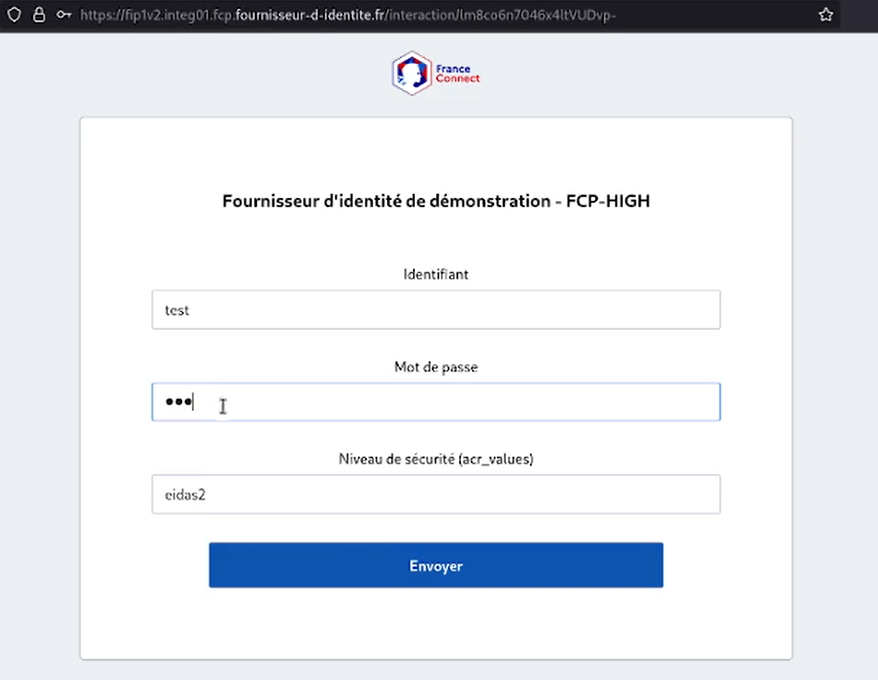 https://fip1v2.integ01.fcp.fournisseur-d-identite.fr/interaction/lm8co6n7046x4ltVUDvp-
France
Connect
Fournisseur d'identité de démonstration - FCP-HIGH
Identifiant
test
Mot de passe
•••
Niveau de sécurité (acr_values)
eidas2
Envoyer